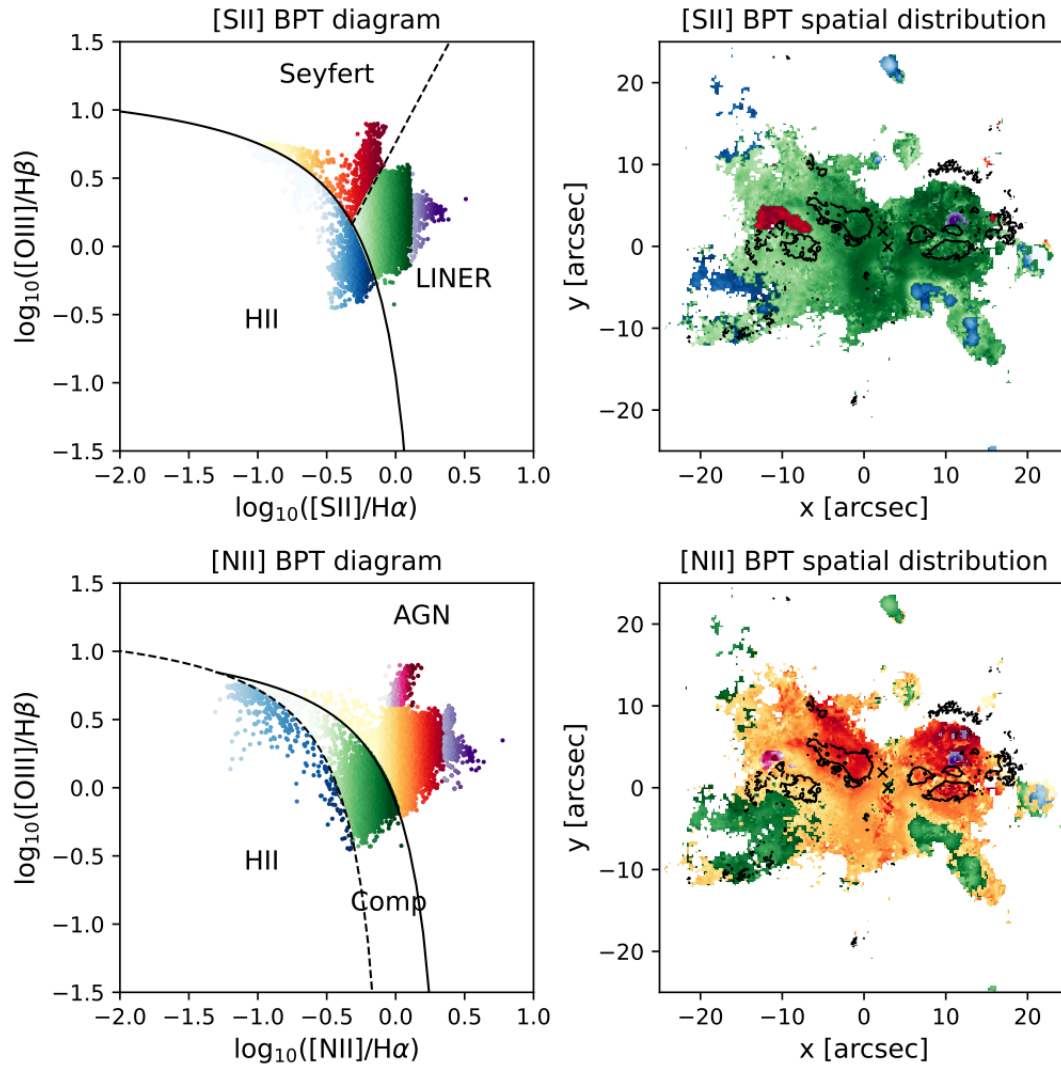 [SII] BPT diagram
1.5
1.0
0.5
0.0
−0.5
−1.0
−1.5
log₁₀([OIII]/Hβ)
Seyfert
LINER
HII
−2.0 −1.5 −1.0 −0.5 0.0 0.5 1.0
log₁₀([SII]/Hα)
[SII] BPT spatial distribution
20
10
0
−10
−20
y [arcsec]
−20 −10 0 10 20
x [arcsec]
[NII] BPT diagram
1.5
1.0
0.5
0.0
−0.5
−1.0
−1.5
log₁₀([OIII]/Hβ)
AGN
HII
Comp
−2.0 −1.5 −1.0 −0.5 0.0 0.5 1.0
log₁₀([NII]/Hα)
[NII] BPT spatial distribution
20
10
0
−10
−20
y [arcsec]
−20 −10 0 10 20
x [arcsec]